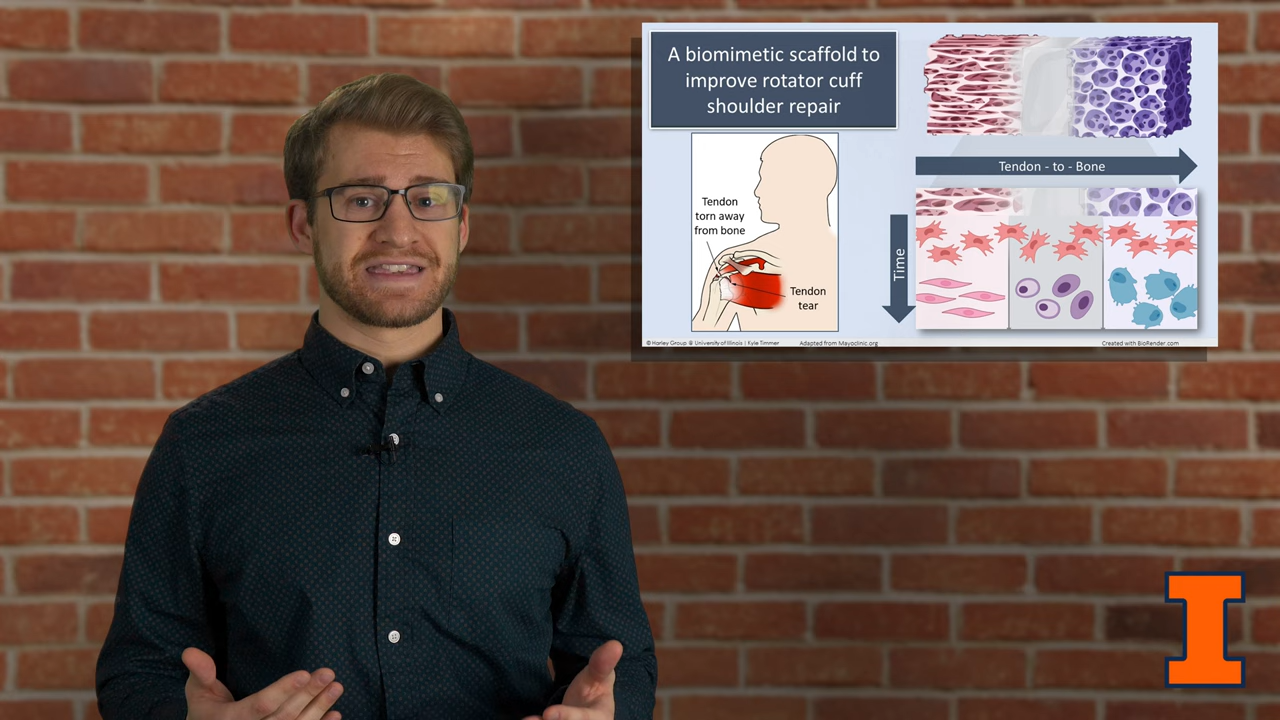 A biomimetic scaffold to
improve rotator cuff
shoulder repair
Tendon
torn away
from bone
Tendon
tear
Tendon - to - Bone
Time
© Harley Group @ University of Illinois | Kyle Timmer
Adapted from Mayoclinic.org
Created with BioRender.com
I